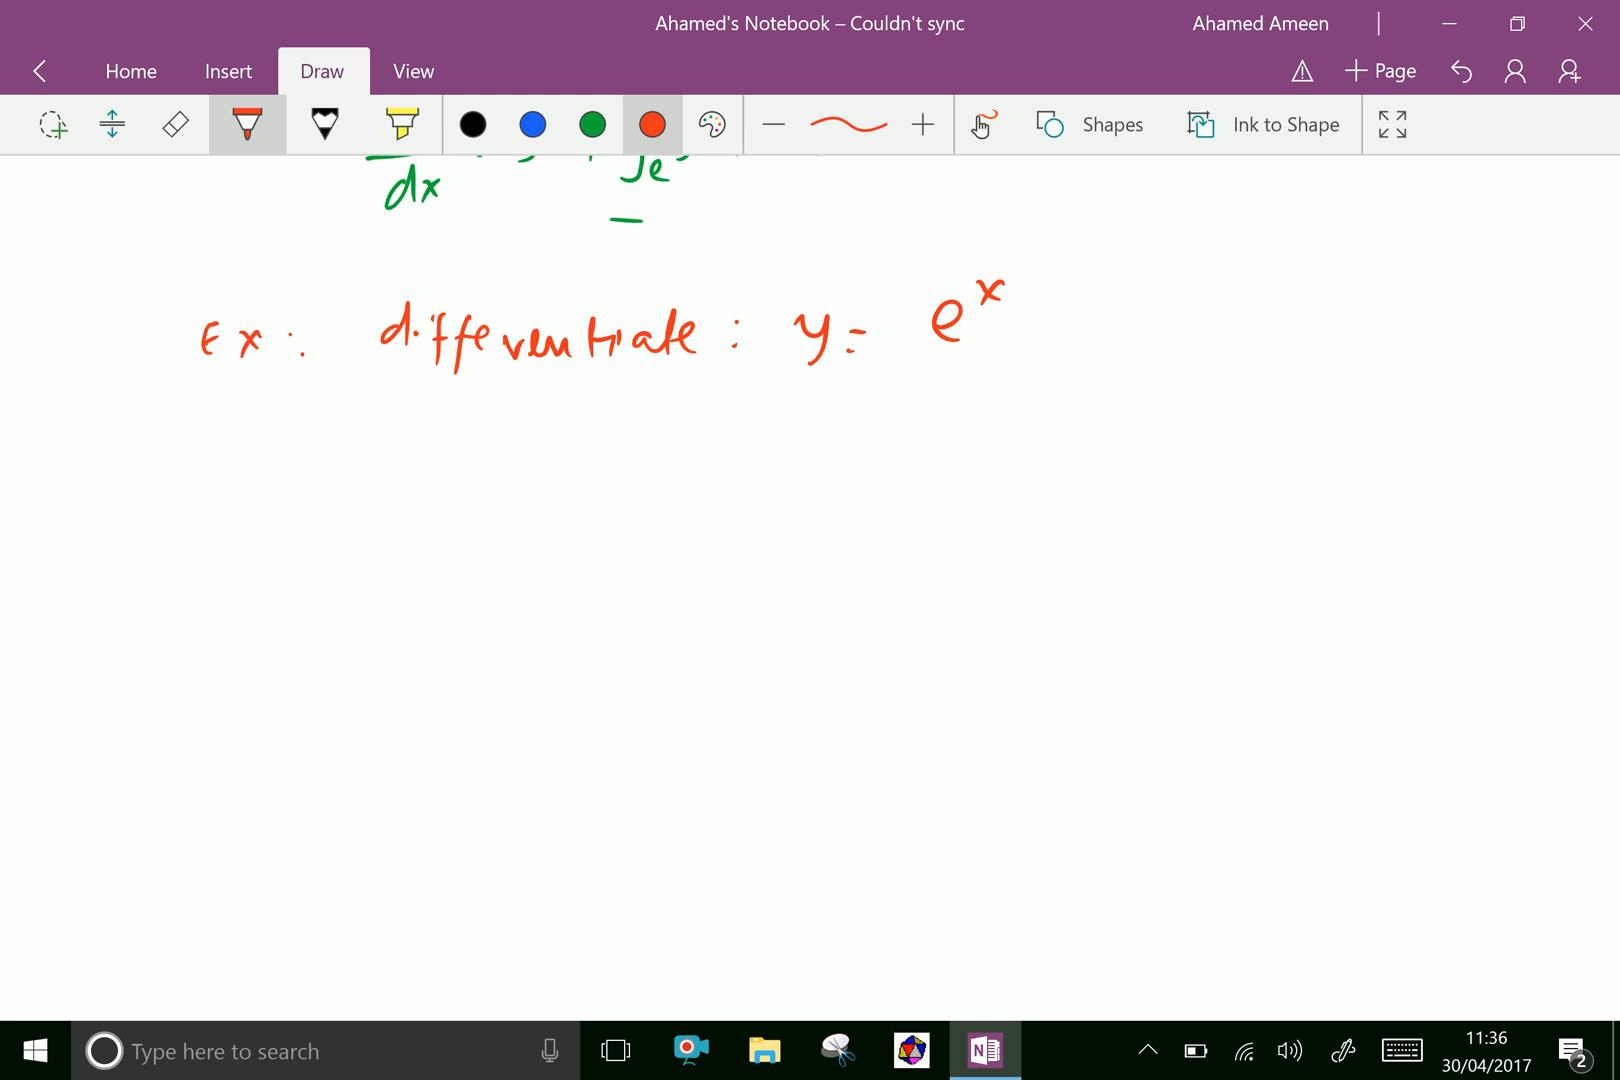 Ahamed's Notebook – Couldn't sync Ahamed Ameen
Home Insert Draw View Page
Shapes Ink to Shape
dx
Ex: differentiate: y = e^x
Type here to search
11:36
30/04/2017
2